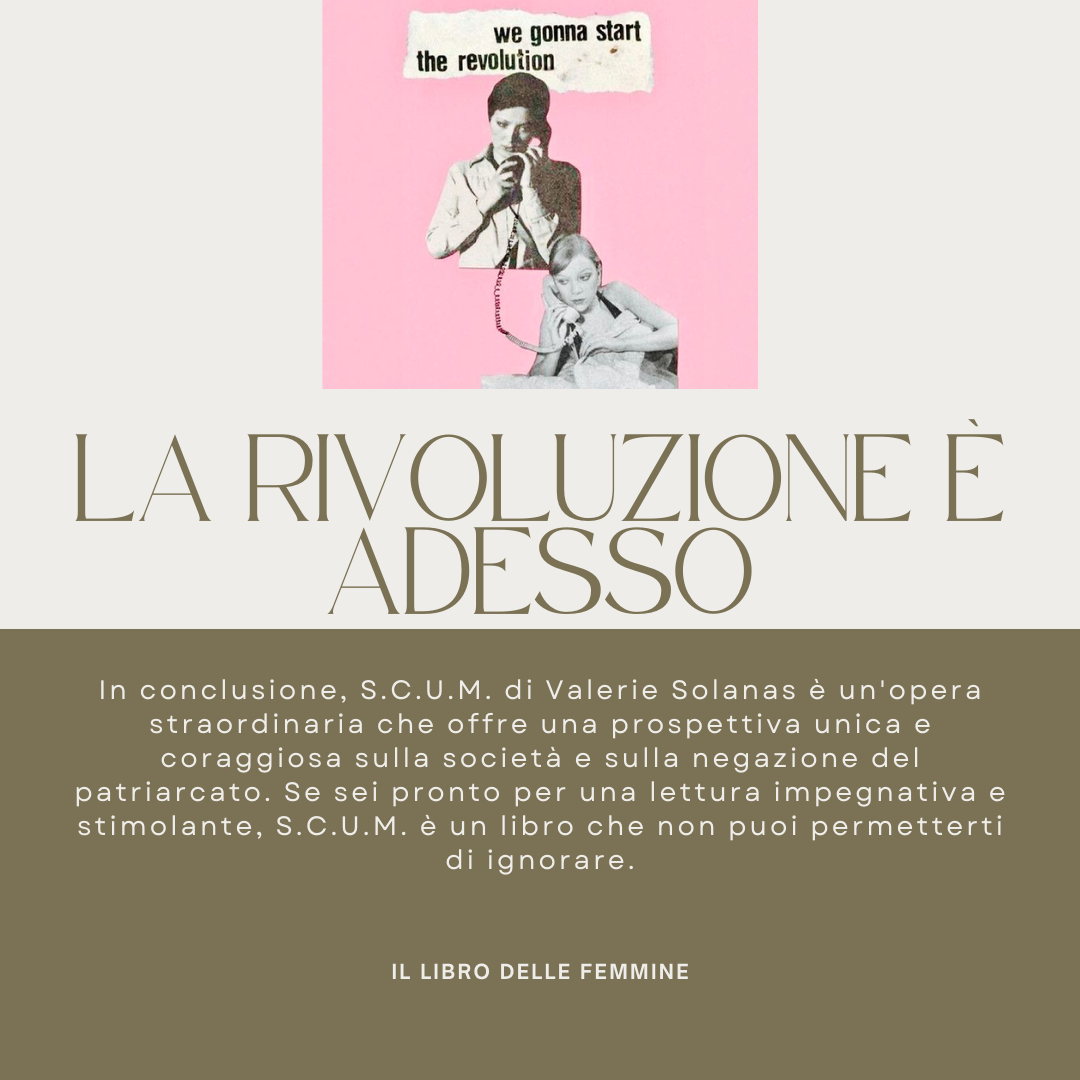 we gonna start
the revolution
LA RIVOLUZIONE È
ADESSO
In conclusione, S.C.U.M. di Valerie Solanas è un'opera
straordinaria che offre una prospettiva unica e
coraggiosa sulla società e sulla negazione del
patriarcato. Se sei pronto per una lettura impegnativa e
stimolante, S.C.U.M. è un libro che non puoi permetterti
di ignorare.
IL LIBRO DELLE FEMMINE